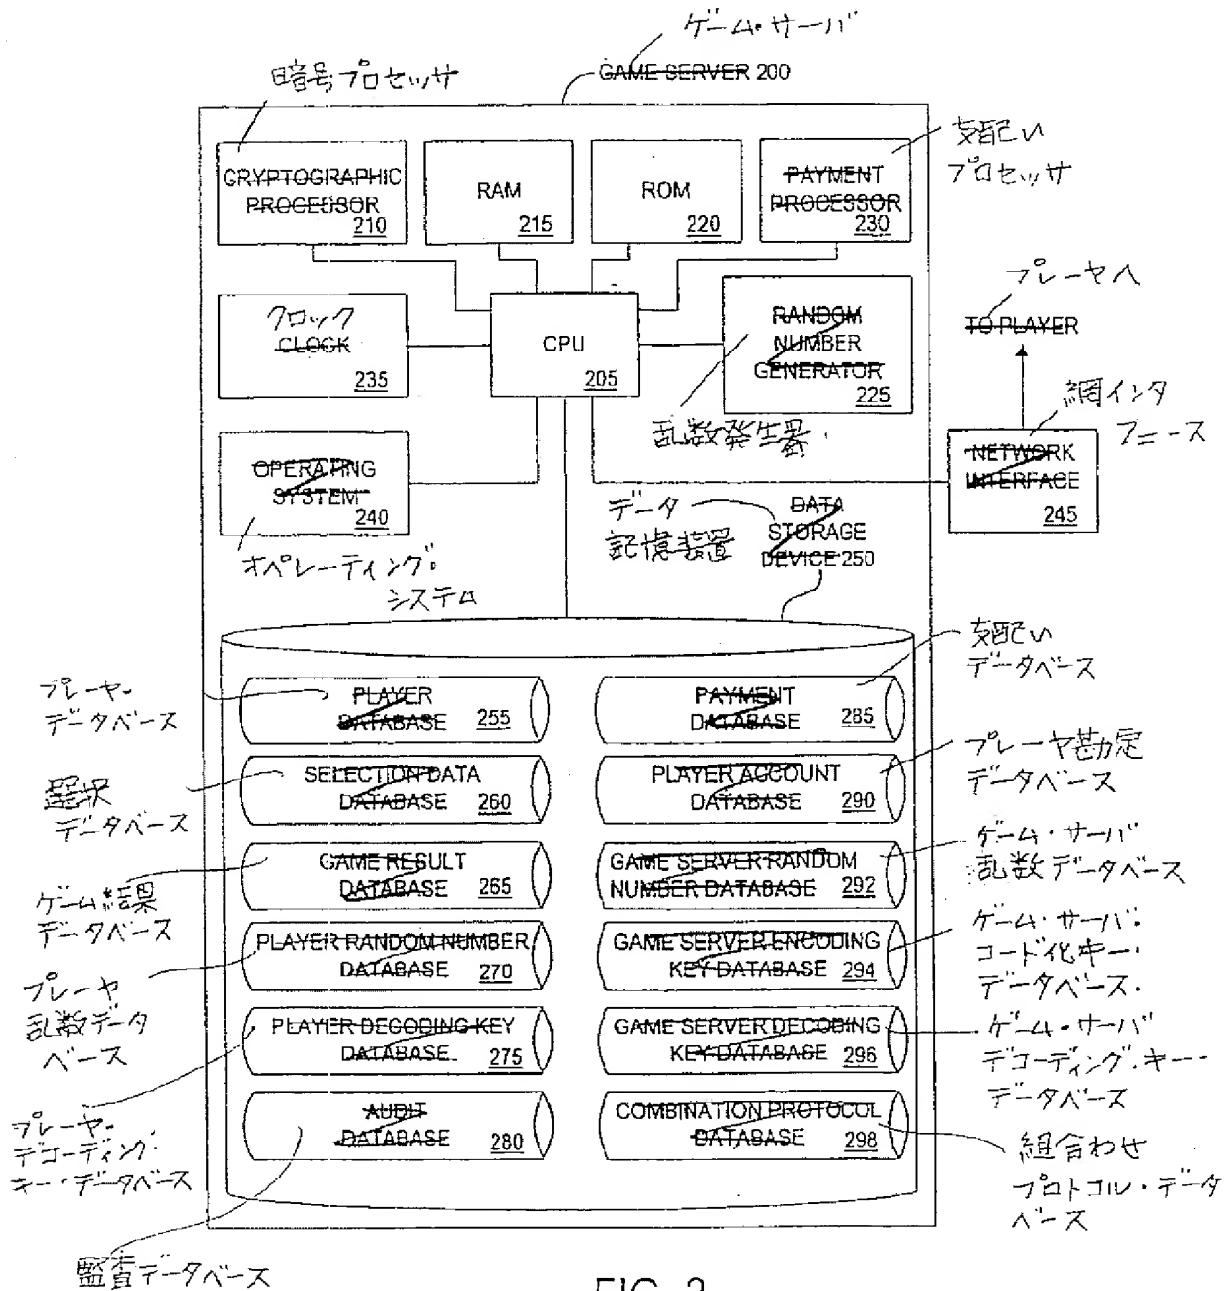 ゲーム・サーバ
GAME SERVER 200
暗号プロセッサ
支配い
プロセッサ
CRYPTOGRAPHIC
PROCESSOR
210
RAM
215
ROM
220
PAYMENT
PROCESSOR
230
プレーヤへ
TO PLAYER
クロック
CLOCK
235
CPU
205
RANDOM
NUMBER
GENERATOR
225
乱数発生器
網インタ
フェース
OPERATING
SYSTEM
240
オペレーティング・
システム
データ
記憶装置
DATA
STORAGE
DEVICE 250
NETWORK
INTERFACE
245
プレーヤ・
データベース
PLAYER
DATABASE 255
PAYMENT
DATABASE 285
支配い
データベース
選択
データベース
SELECTION DATA
DATABASE 260
PLAYER ACCOUNT
DATABASE 290
プレーヤ勘定
データベース
ゲーム結果
データベース
GAME RESULT
DATABASE 265
GAME SERVER RANDOM
NUMBER DATABASE 292
ゲーム・サーバ
乱数データベース
プレーヤ
乱数データ
ベース
PLAYER RANDOM NUMBER
DATABASE 270
GAME SERVER ENCODING
KEY DATABASE 294
ゲーム・サーバ・
コード化キー・
データベース・
プレーヤ・
デコーディング・
キー・データベース
PLAYER DECODING KEY
DATABASE 275
GAME SERVER DECODING
KEY DATABASE 296
ゲーム・サーバ
デコーディング・キー・
データベース
監査データベース
AUDIT
DATABASE 280
COMBINATION PROTOCOL
DATABASE 298
組合わせ
プロトコル・データ
ベース